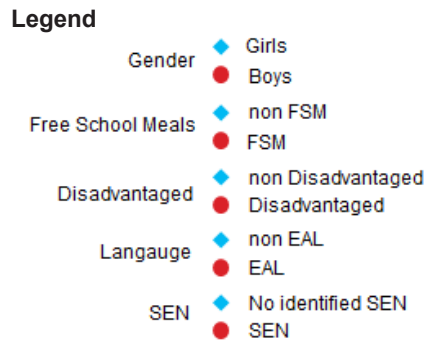 Legend
Gender
Girls
Boys
Free School Meals
non FSM
FSM
Disadvantaged
non Disadvantaged
Disadvantaged
Langauge
non EAL
EAL
SEN
No identified SEN
SEN